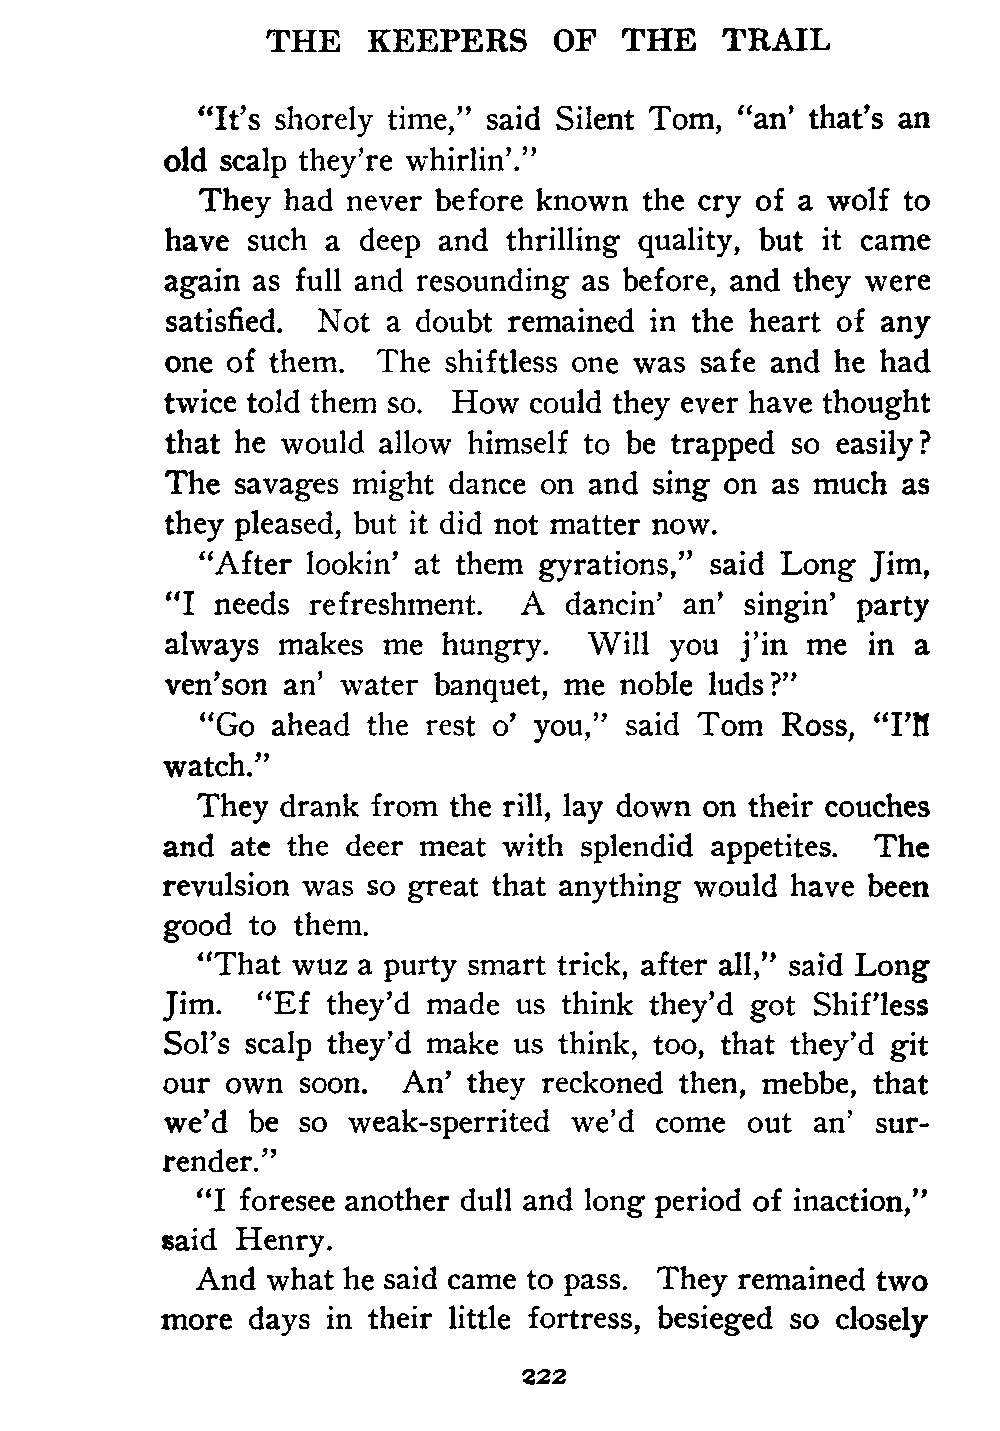 THE KEEPERS OF THE TRAIL
“It’s shorely time,” said Silent Tom, “an’ that’s an
old scalp they’re whirlin’.”
They had never before known the cry of a wolf to
have such a deep and thrilling quality, but it came
again as full and resounding as before, and they were
satisfied. Not a doubt remained in the heart of any
one of them. The shiftless one was safe and he had
twice told them so. How could they ever have thought
that he would allow himself to be trapped so easily?
The savages might dance on and sing on as much as
they pleased, but it did not matter now.
“After lookin’ at them gyrations,” said Long Jim,
“I needs refreshment. A dancin’ an’ singin’ party
always makes me hungry. Will you j’in me in a
ven’son an’ water banquet, me noble luds?”
“Go ahead the rest o’ you,” said Tom Ross, “I’ll
watch.”
They drank from the rill, lay down on their couches
and ate the deer meat with splendid appetites. The
revulsion was so great that anything would have been
good to them.
“That wuz a purty smart trick, after all,” said Long
Jim. “Ef they’d made us think they’d got Shif’less
Sol’s scalp they’d make us think, too, that they’d git
our own soon. An’ they reckoned then, mebbe, that
we’d be so weak-sperrited we’d come out an’ sur-
render.”
“I foresee another dull and long period of inaction,”
said Henry.
And what he said came to pass. They remained two
more days in their little fortress, besieged so closely
222